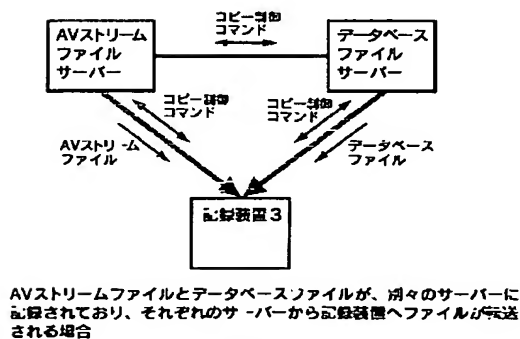 コピー制御
コマンド
AVストリーム
ファイル
サーバー
データベース
ファイル
サーバー
コピー制御
コマンド
コピー制御
コマンド
AVストリーム
ファイル
データベース
ファイル
記録装置3
AVストリームファイルとデータベースファイルが、別々のサーバーに
記録されており、それぞれのサーバーから記録装置へファイルが転送
される場合